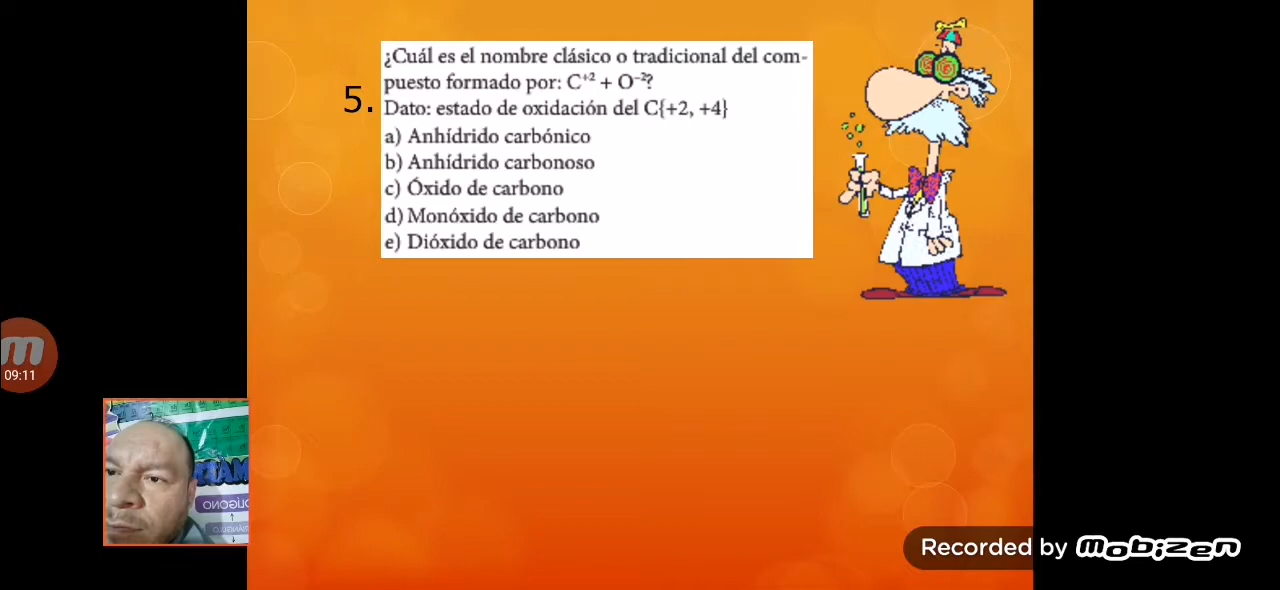 ¿Cuál es el nombre clásico o tradicional del com-
puesto formado por: C⁺² + O⁻²?
5. Dato: estado de oxidación del C{+2, +4}
a) Anhídrido carbónico
b) Anhídrido carbonoso
c) Óxido de carbono
d) Monóxido de carbono
e) Dióxido de carbono
09:11
Recorded by Mobizen